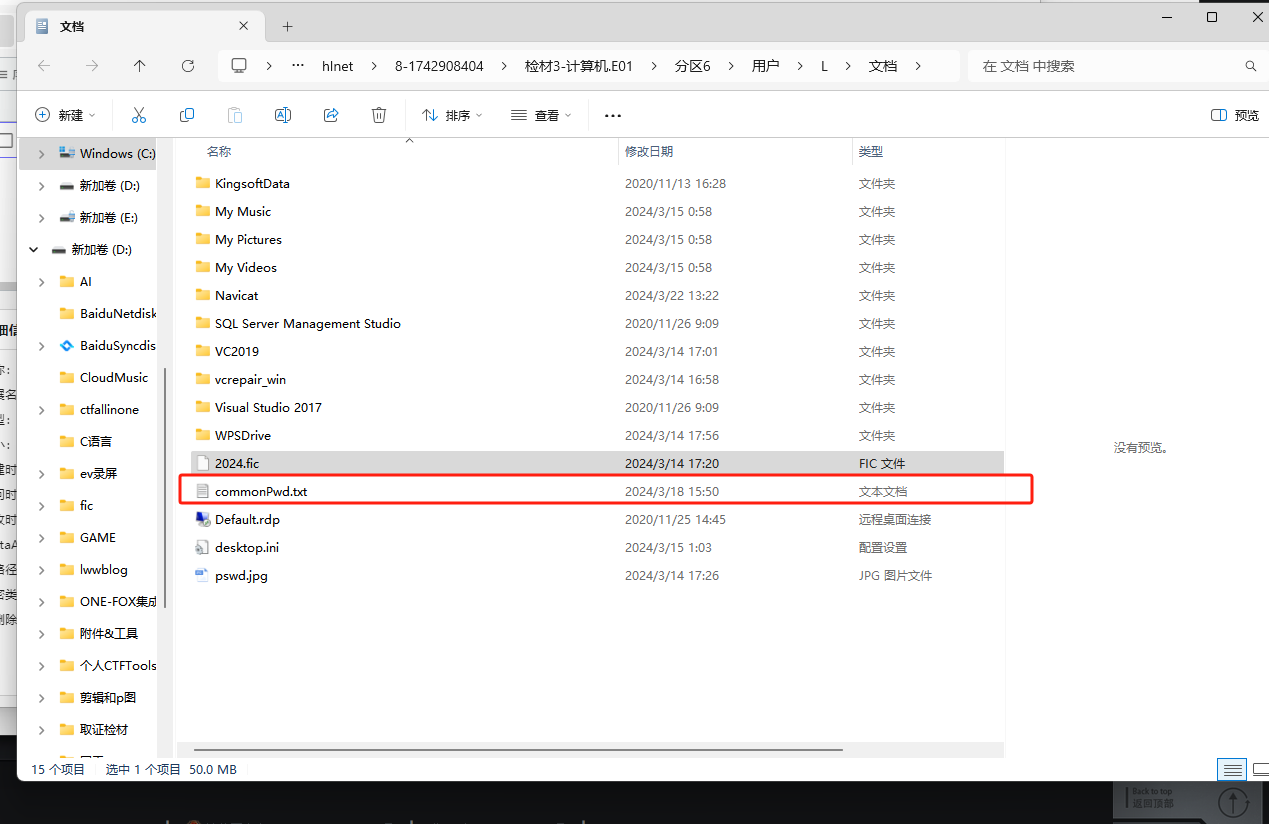 文档
hlnet
8-1742908404
检材3-计算机.E01
分区6
用户
L
文档
在 文档 中搜索
新建
排序
查看
预览
Windows (C:)
新加卷 (D:)
新加卷 (E:)
新加卷 (D:)
AI
BaiduNetdisk
BaiduSyncdis
CloudMusic
ctfallinone
C语言
ev录屏
fic
GAME
lwwblog
ONE-FOX集成
附件&工具
个人CTFTools
剪辑和p图
取证检材
名称 修改日期 类型
KingsoftData 2020/11/13 16:28 文件夹
My Music 2024/3/15 0:58 文件夹
My Pictures 2024/3/15 0:58 文件夹
My Videos 2024/3/15 0:58 文件夹
Navicat 2024/3/22 13:22 文件夹
SQL Server Management Studio 2020/11/26 9:09 文件夹
VC2019 2024/3/14 17:01 文件夹
vcrepair_win 2024/3/14 16:58 文件夹
Visual Studio 2017 2020/11/26 9:09 文件夹
WPSDrive 2024/3/14 17:56 文件夹
2024.fic 2024/3/14 17:20 FIC 文件
commonPwd.txt 2024/3/18 15:50 文本文档
Default.rdp 2020/11/25 14:45 远程桌面连接
desktop.ini 2024/3/15 1:03 配置设置
pswd.jpg 2024/3/14 17:26 JPG 图片文件
没有预览。
15 个项目 选中 1 个项目 50.0 MB
Back to top
返回顶部